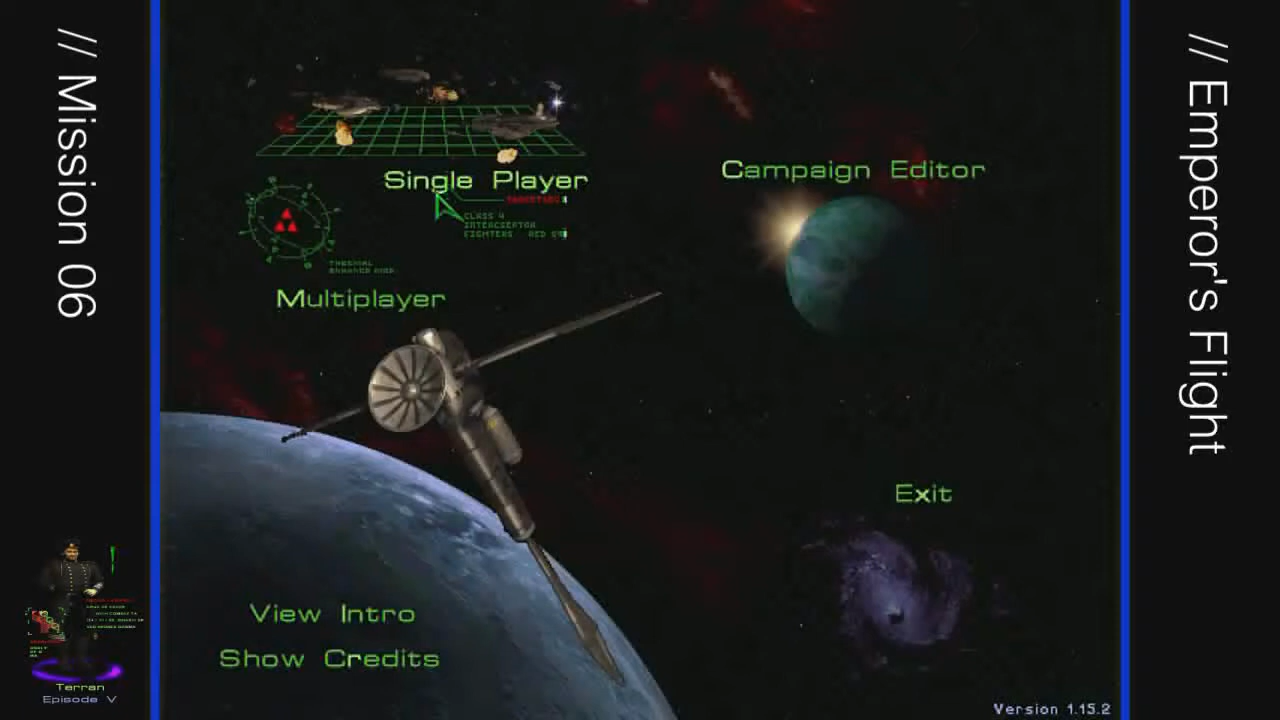 // Mission 06
Single Player
CLASS 4
INTERCEPTOR
FIGHTERS
THERMAL
Multiplayer
Campaign Editor
Exit
View Intro
Show Credits
Version 1.15.2
Terran
Episode V
// Emperor's Flight